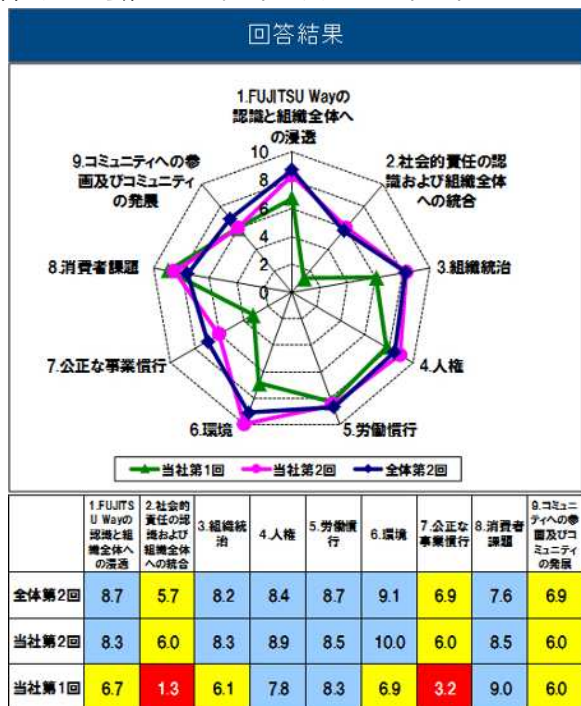 回答結果
1.FUJITSU Wayの
認識と組織全体へ
の浸透
2.社会的責任の認
識および組織全体
への統合
3.組織統治
4.人権
5.労働慣行
6.環境
7.公正な事業慣行
8.消費者課題
9.コミュニティへの参
画及びコミュニティ
の発展
10
8
6
4
2
0
当社第1回 当社第2回 全体第2回
1.FUJITS
U Wayの
認識と組
織全体へ
の浸透
2.社会的
責任の認
識および
組織全体
への統合
3.組織統
治
4.人権
5.労働慣
行
6.環境
7.公正な
事業慣行
8.消費者
課題
9.コミュニ
ティへの参
画及びコ
ミュニティ
の発展
全体第2回 8.7 5.7 8.2 8.4 8.7 9.1 6.9 7.6 6.9
当社第2回 8.3 6.0 8.3 8.9 8.5 10.0 6.0 8.5 6.0
当社第1回 6.7 1.3 6.1 7.8 8.3 6.9 3.2 9.0 6.0